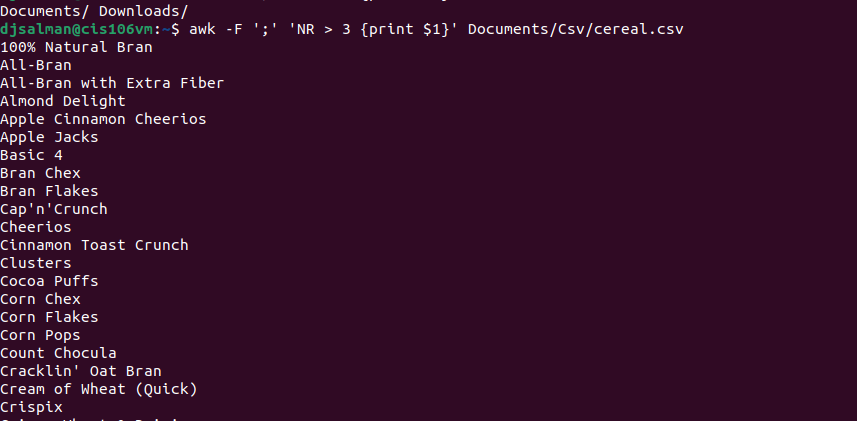 Documents/ Downloads/
djsalman@cis106vm:~$ awk -F ';' 'NR > 3 {print $1}' Documents/Csv/cereal.csv
100% Natural Bran
All-Bran
All-Bran with Extra Fiber
Almond Delight
Apple Cinnamon Cheerios
Apple Jacks
Basic 4
Bran Chex
Bran Flakes
Cap'n'Crunch
Cheerios
Cinnamon Toast Crunch
Clusters
Cocoa Puffs
Corn Chex
Corn Flakes
Corn Pops
Count Chocula
Cracklin' Oat Bran
Cream of Wheat (Quick)
Crispix